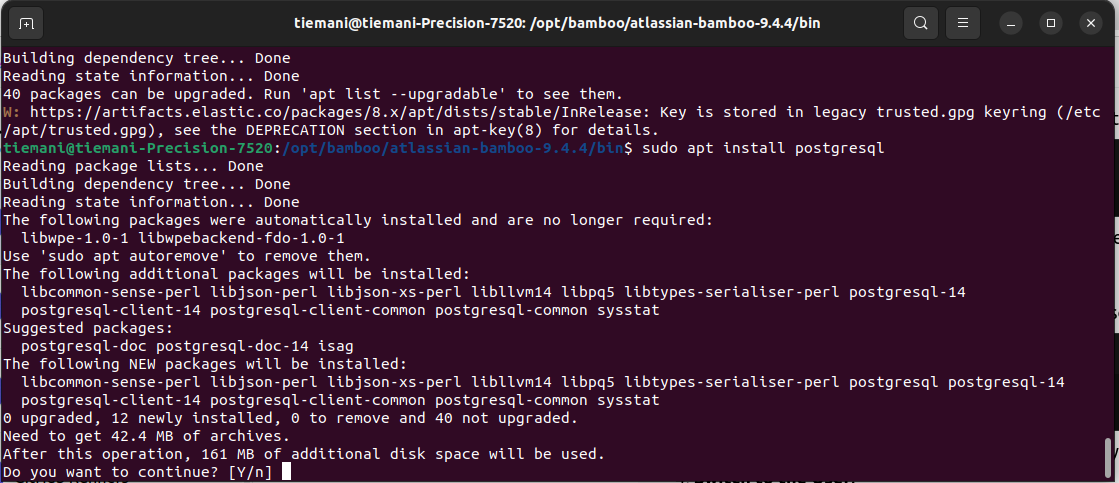 tiemani@tiemani-Precision-7520: /opt/bamboo/atlassian-bamboo-9.4.4/bin
Building dependency tree... Done
Reading state information... Done
40 packages can be upgraded. Run 'apt list --upgradable' to see them.
W: https://artifacts.elastic.co/packages/8.x/apt/dists/stable/InRelease: Key is stored in legacy trusted.gpg keyring (/etc
/apt/trusted.gpg), see the DEPRECATION section in apt-key(8) for details.
tiemani@tiemani-Precision-7520:/opt/bamboo/atlassian-bamboo-9.4.4/bin$ sudo apt install postgresql
Reading package lists... Done
Building dependency tree... Done
Reading state information... Done
The following packages were automatically installed and are no longer required:
  libwpe-1.0-1 libwpebackend-fdo-1.0-1
Use 'sudo apt autoremove' to remove them.
The following additional packages will be installed:
  libcommon-sense-perl libjson-perl libjson-xs-perl libllvm14 libpq5 libtypes-serialiser-perl postgresql-14
  postgresql-client-14 postgresql-client-common postgresql-common sysstat
Suggested packages:
  postgresql-doc postgresql-doc-14 isag
The following NEW packages will be installed:
  libcommon-sense-perl libjson-perl libjson-xs-perl libllvm14 libpq5 libtypes-serialiser-perl postgresql postgresql-14
  postgresql-client-14 postgresql-client-common postgresql-common sysstat
0 upgraded, 12 newly installed, 0 to remove and 40 not upgraded.
Need to get 42.4 MB of archives.
After this operation, 161 MB of additional disk space will be used.
Do you want to continue? [Y/n]